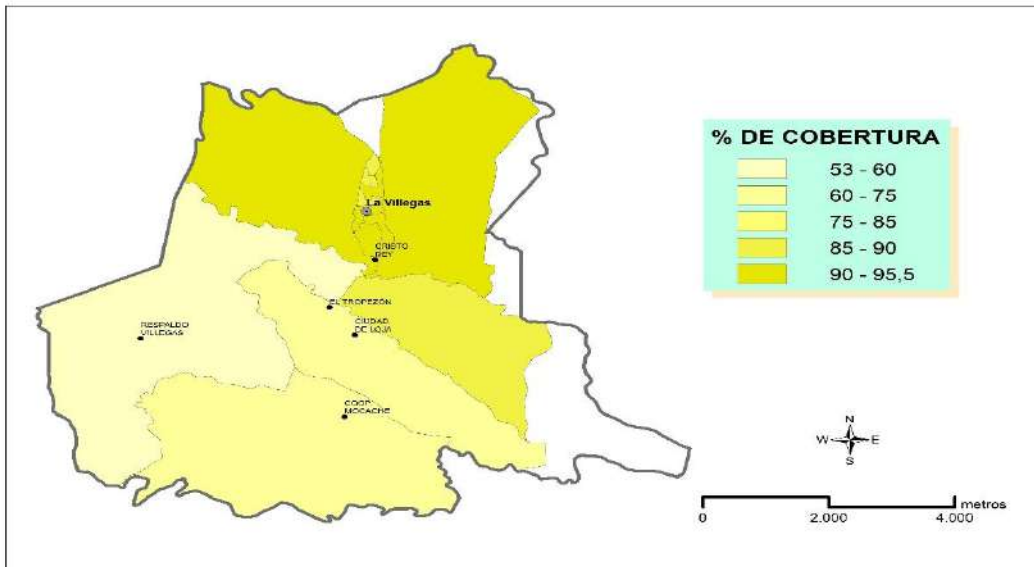 % DE COBERTURA
53 - 60
60 - 75
75 - 85
85 - 90
90 - 95,5
La Villegas
CRISTO
REY
EL TROPEZÓN
CIUDAD
DE LOJA
RESPALDO
VILLEGAS
COOP
MOCACHE
N
W E
S
metros
0 2.000 4.000